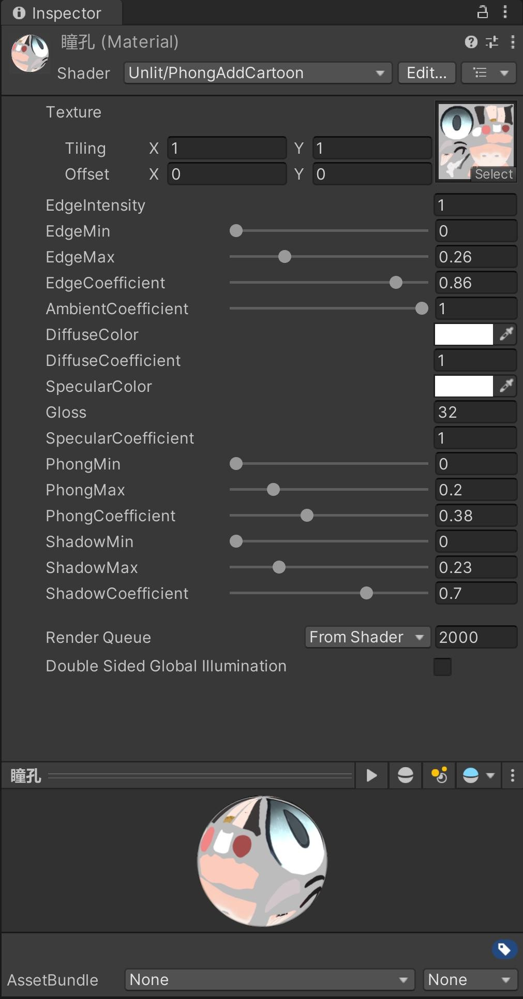 Inspector
瞳孔 (Material)
Shader Unlit/PhongAddCartoon Edit...
Texture
Tiling X 1 Y 1
Offset X 0 Y 0
Select
EdgeIntensity 1
EdgeMin 0
EdgeMax 0.26
EdgeCoefficient 0.86
AmbientCoefficient 1
DiffuseColor
DiffuseCoefficient 1
SpecularColor
Gloss 32
SpecularCoefficient 1
PhongMin 0
PhongMax 0.2
PhongCoefficient 0.38
ShadowMin 0
ShadowMax 0.23
ShadowCoefficient 0.7
Render Queue From Shader 2000
Double Sided Global Illumination
瞳孔
AssetBundle None None